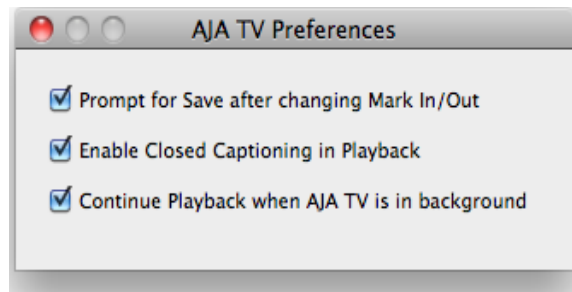 AJA TV Preferences
Prompt for Save after changing Mark In/Out
Enable Closed Captioning in Playback
Continue Playback when AJA TV is in background